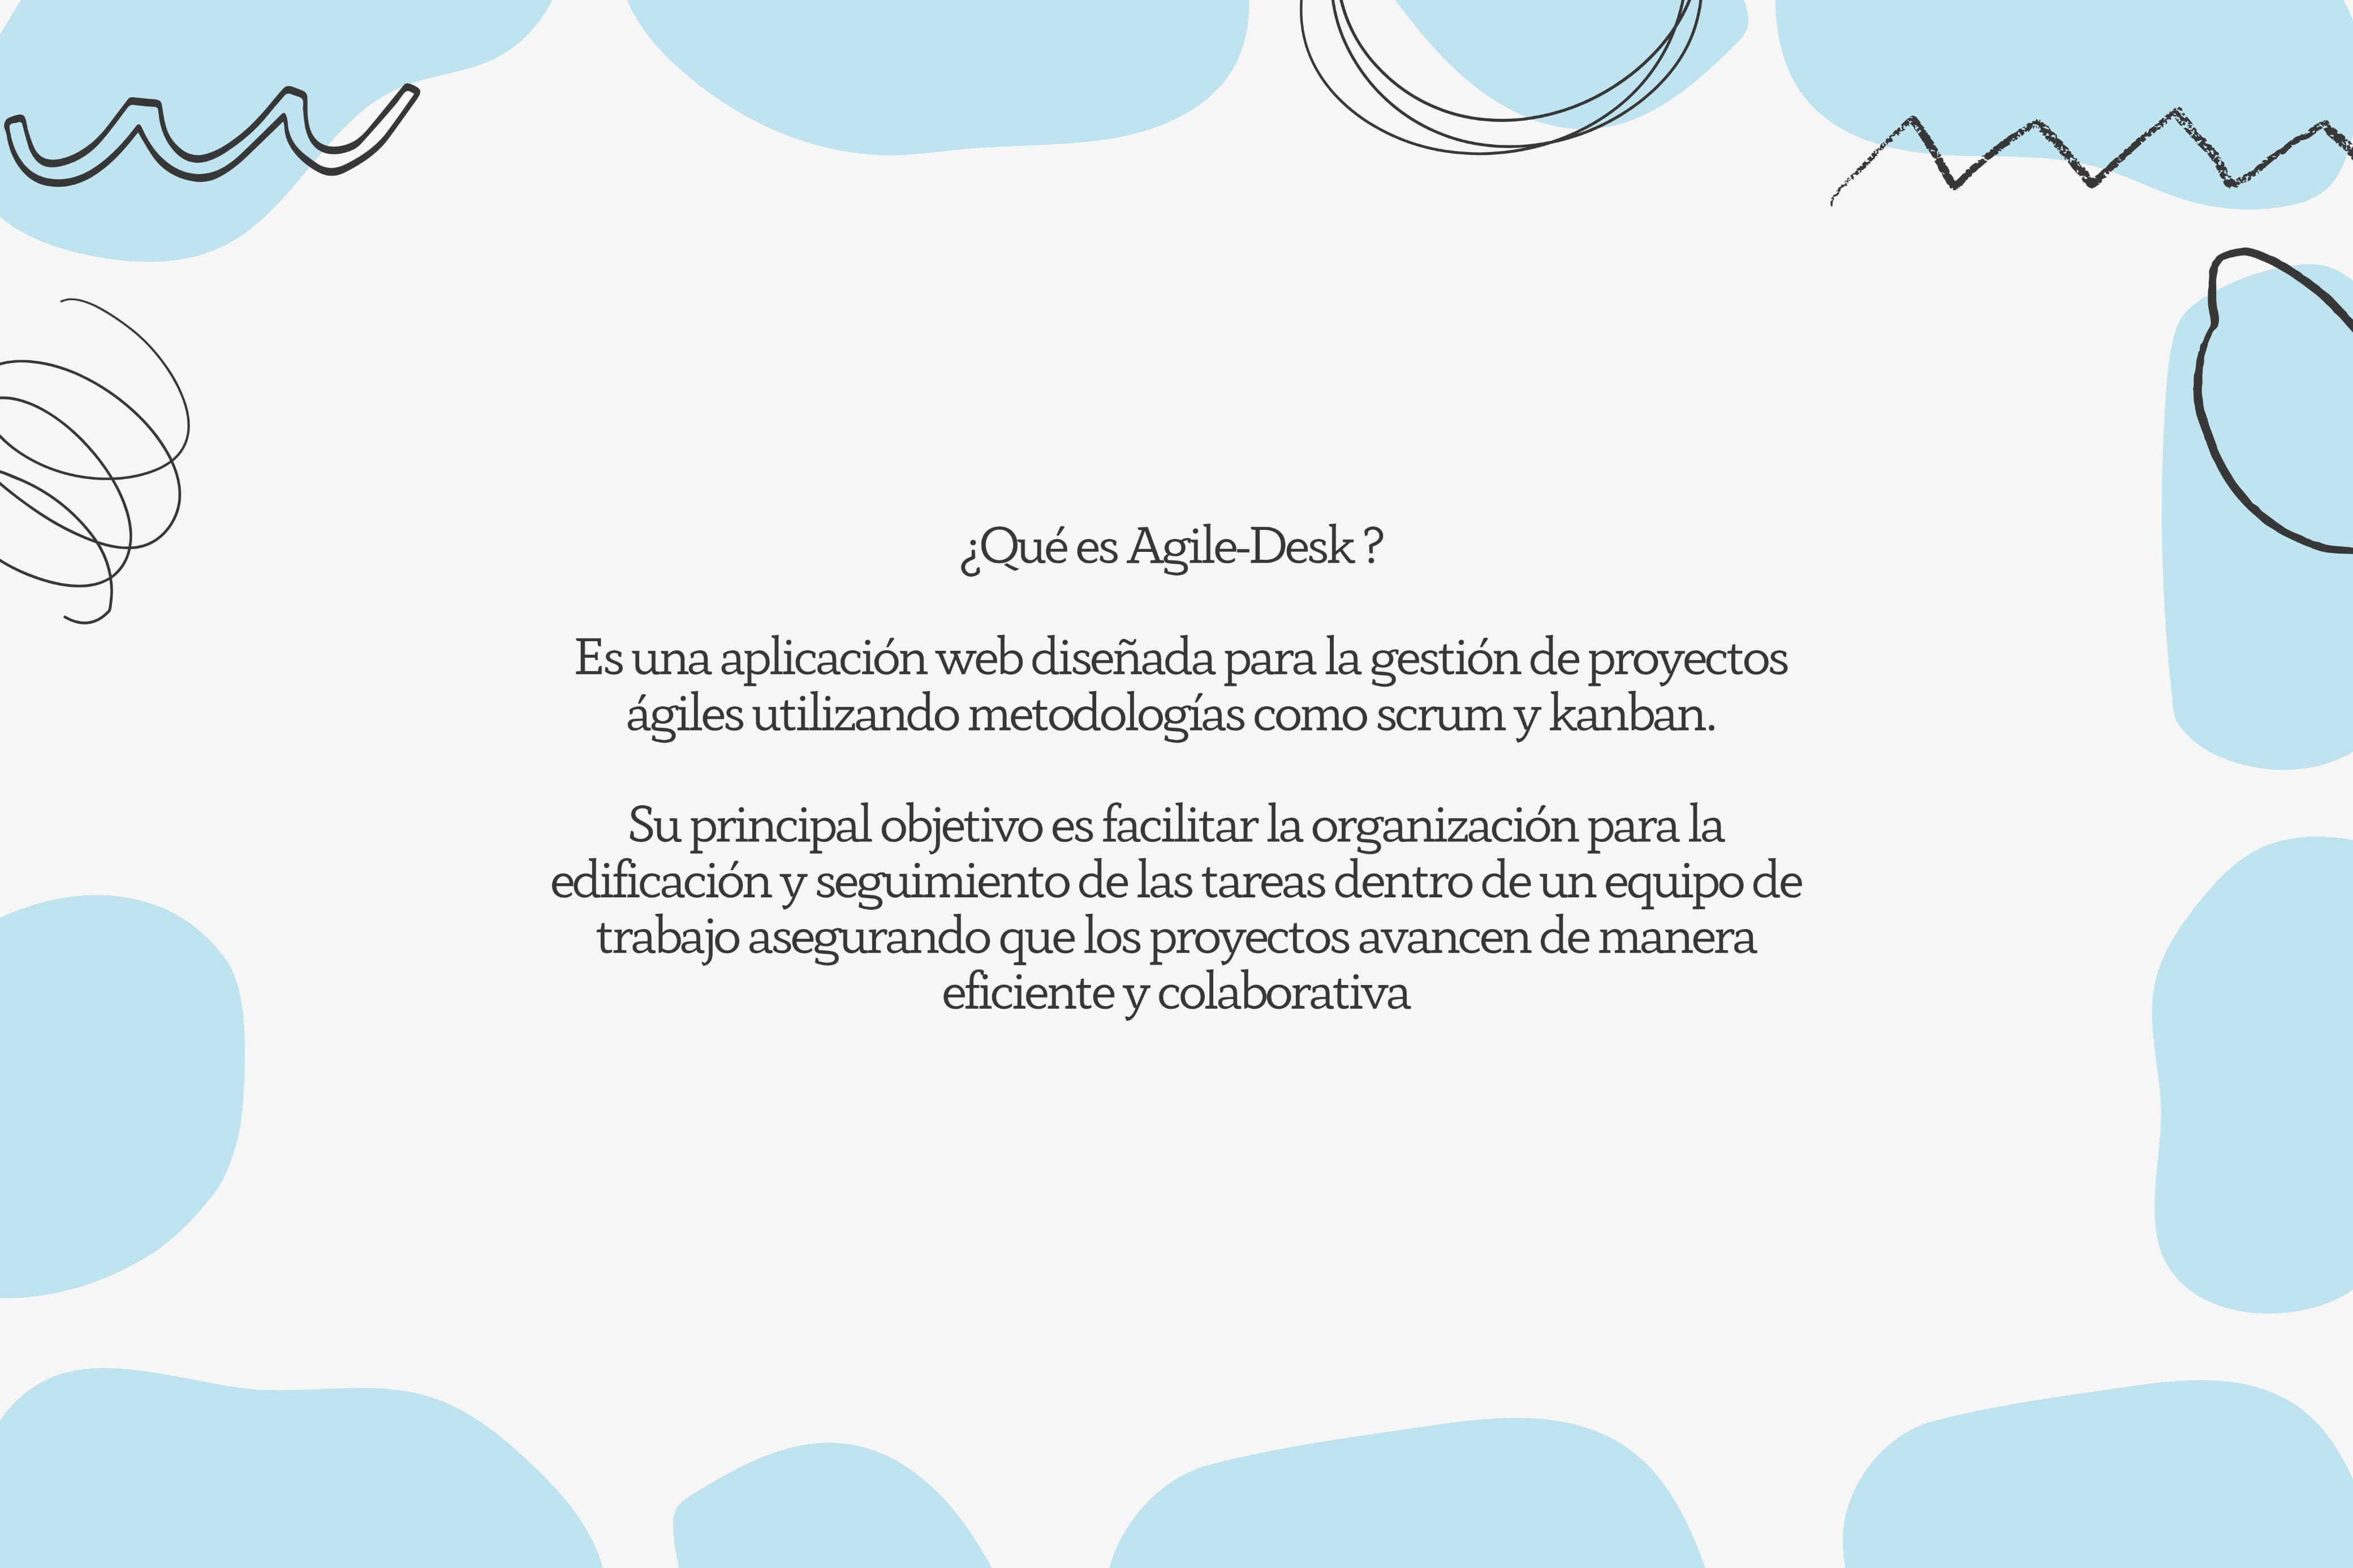 ¿Qué es Agile-Desk ?
Es una aplicación web diseñada para la gestión de proyectos
ágiles utilizando metodologías como scrum y kanban.
Su principal objetivo es facilitar la organización para la
edificación y seguimiento de las tareas dentro de un equipo de
trabajo asegurando que los proyectos avancen de manera
eficiente y colaborativa